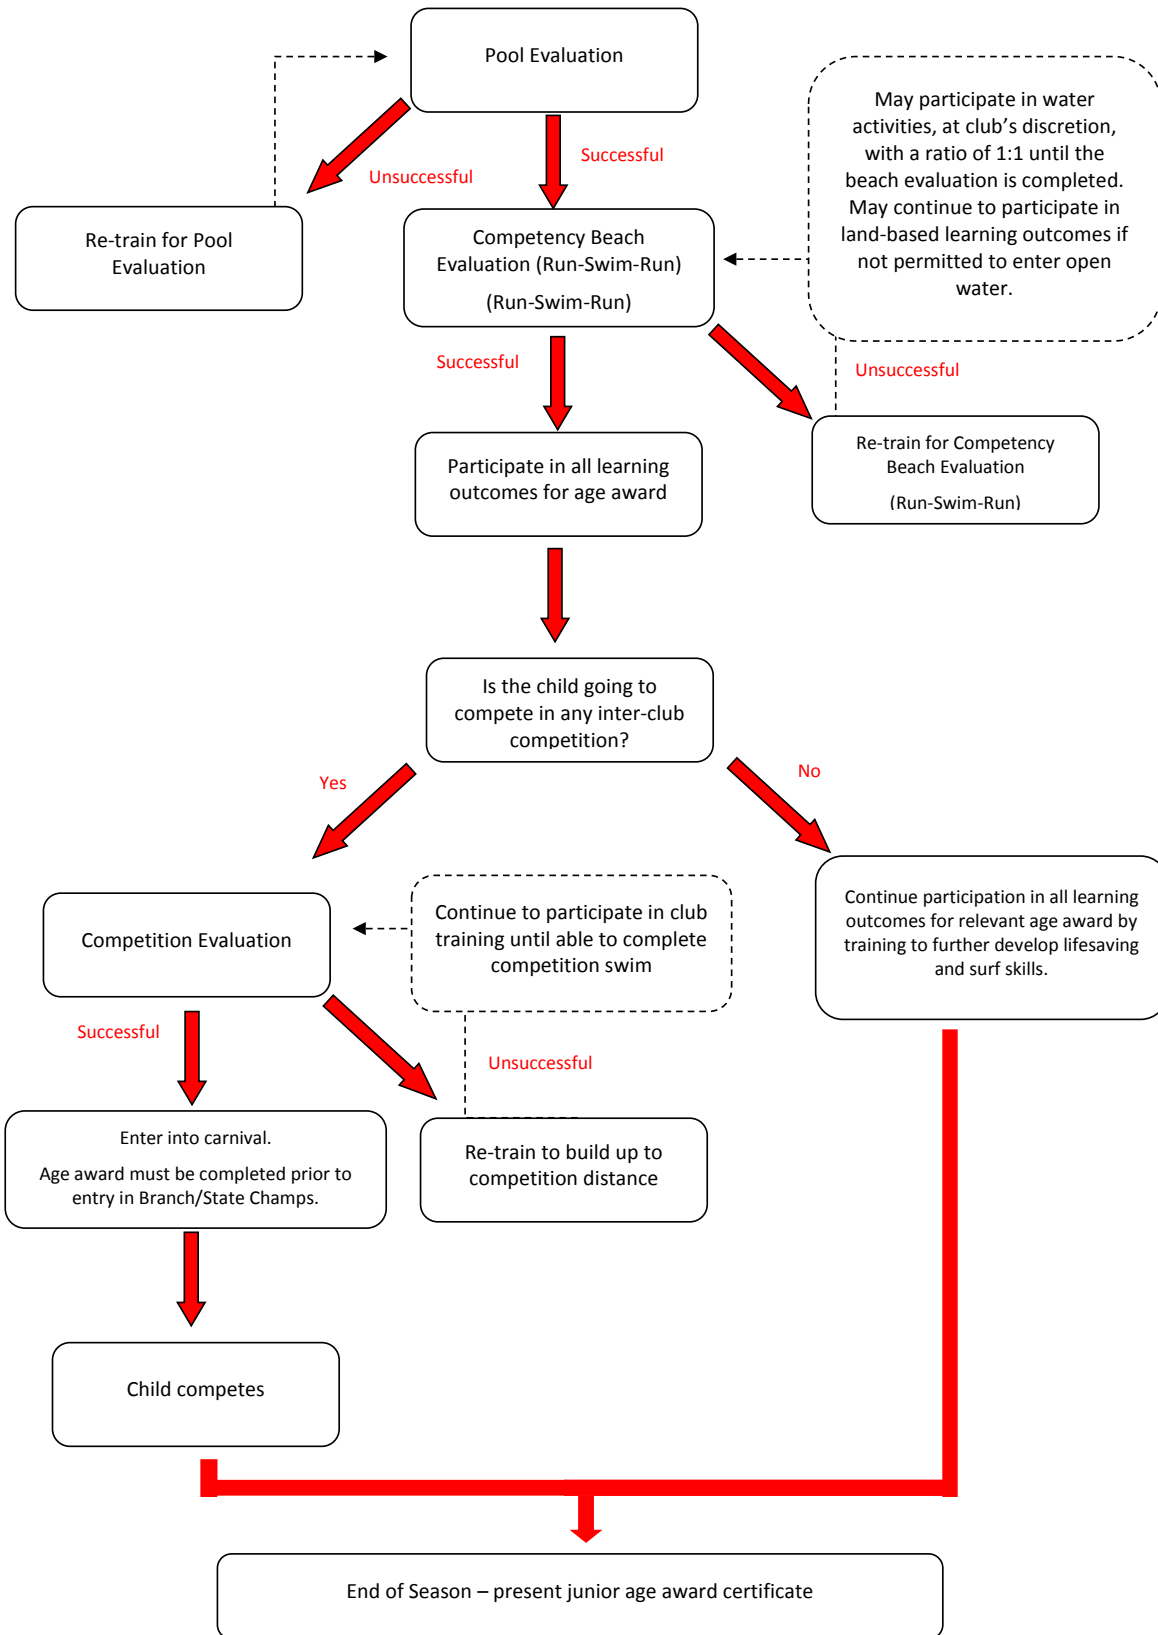 Pool Evaluation
May participate in water
activities, at club’s discretion,
with a ratio of 1:1 until the
beach evaluation is completed.
May continue to participate in
land-based learning outcomes if
not permitted to enter open
water.
Successful
Unsuccessful
Re-train for Pool
Evaluation
Competency Beach
Evaluation (Run-Swim-Run)
(Run-Swim-Run)
Successful
Unsuccessful
Participate in all learning
outcomes for age award
Re-train for Competency
Beach Evaluation
(Run-Swim-Run)
Is the child going to
compete in any inter-club
competition?
Yes
No
Competition Evaluation
Continue to participate in club
training until able to complete
competition swim
Continue participation in all learning
outcomes for relevant age award by
training to further develop lifesaving
and surf skills.
Successful
Unsuccessful
Enter into carnival.
Age award must be completed prior to
entry in Branch/State Champs.
Re-train to build up to
competition distance
Child competes
End of Season – present junior age award certificate